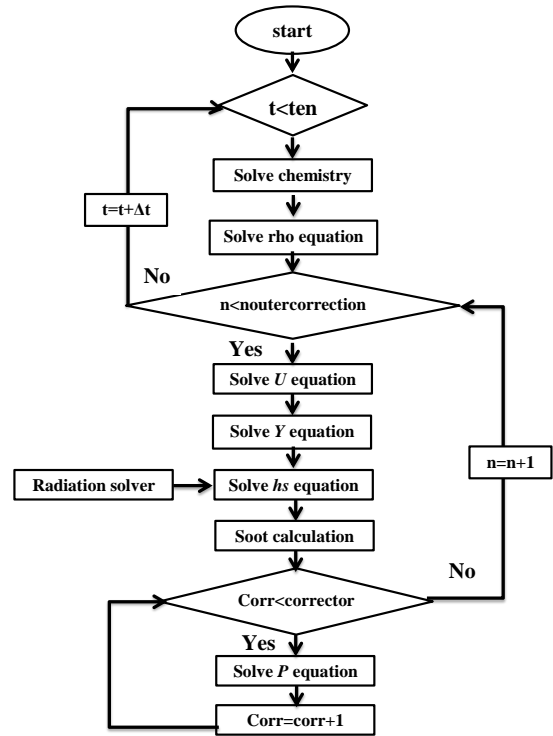 start
t<ten
Solve chemistry
t=t+Δt
Solve rho equation
No
n<noutercorrection
Yes
Solve U equation
Solve Y equation
n=n+1
Radiation solver
Solve hs equation
Soot calculation
No
Corr<corrector
Yes
Solve P equation
Corr=corr+1